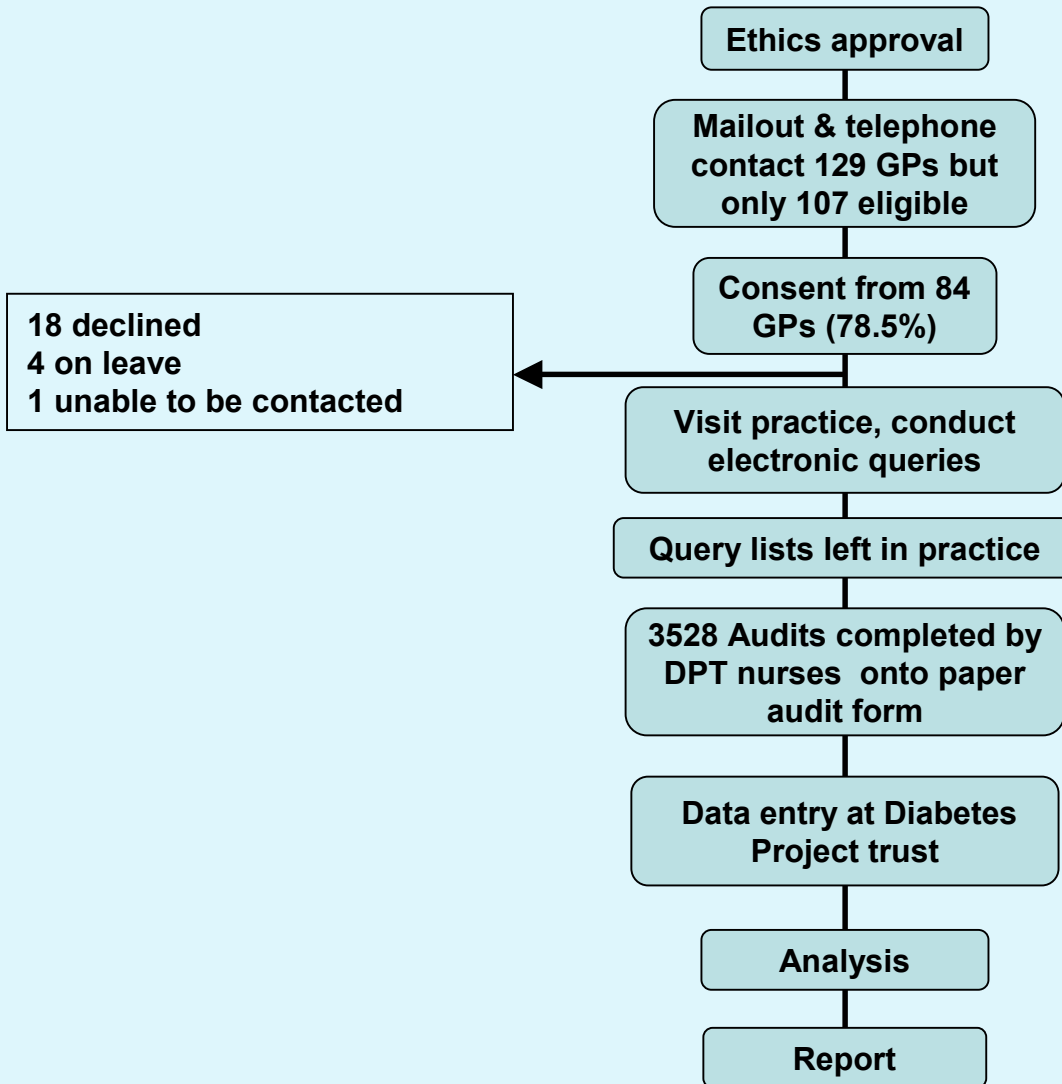 Ethics approval
Mailout & telephone
contact 129 GPs but
only 107 eligible
Consent from 84
GPs (78.5%)
18 declined
4 on leave
1 unable to be contacted
Visit practice, conduct
electronic queries
Query lists left in practice
3528 Audits completed by
DPT nurses  onto paper
audit form
Data entry at Diabetes
Project trust
Analysis
Report